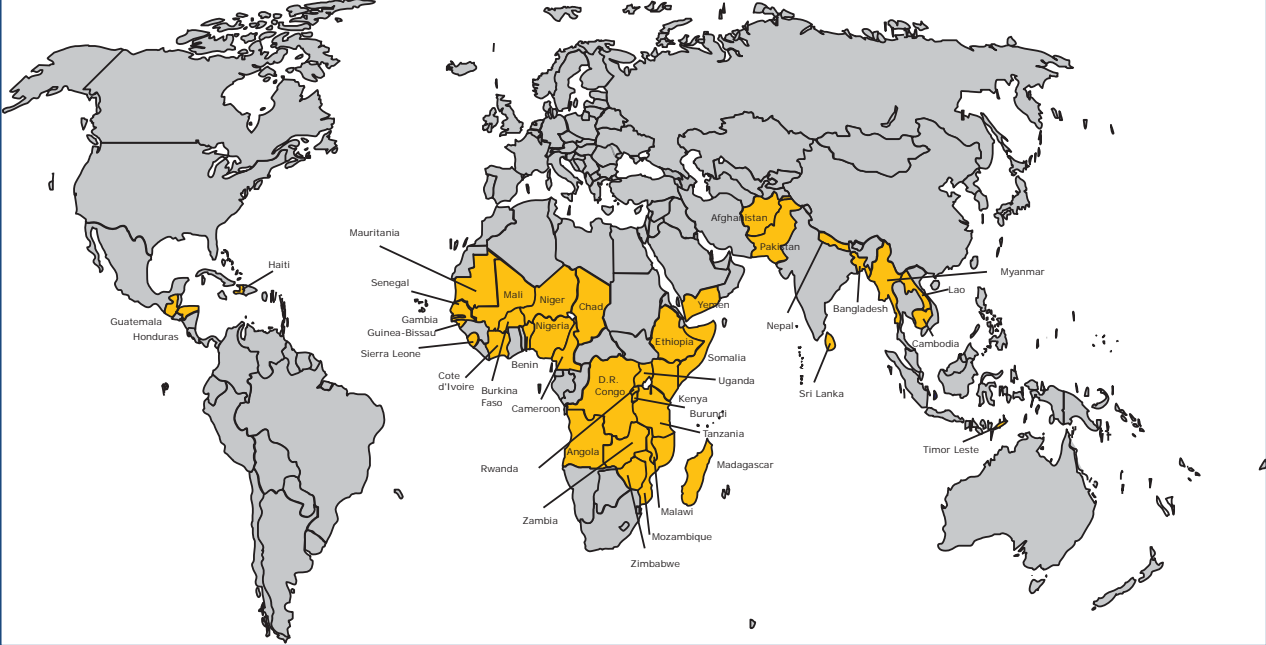 Mauritania
Haiti
Senegal
Guatemala
Honduras
Gambia
Guinea-Bissau
Sierra Leone
Cote
d'Ivoire
Burkina
Faso
Benin
Cameroon
Mali
Niger
Chad
Nigeria
Ethiopia
Yemen
Somalia
Uganda
D.R.
Congo
Kenya
Burundi
Tanzania
Rwanda
Angola
Madagascar
Zambia
Malawi
Mozambique
Zimbabwe
Afghanistan
Pakistan
Nepal
Bangladesh
Myanmar
Lao
Cambodia
Sri Lanka
Timor Leste